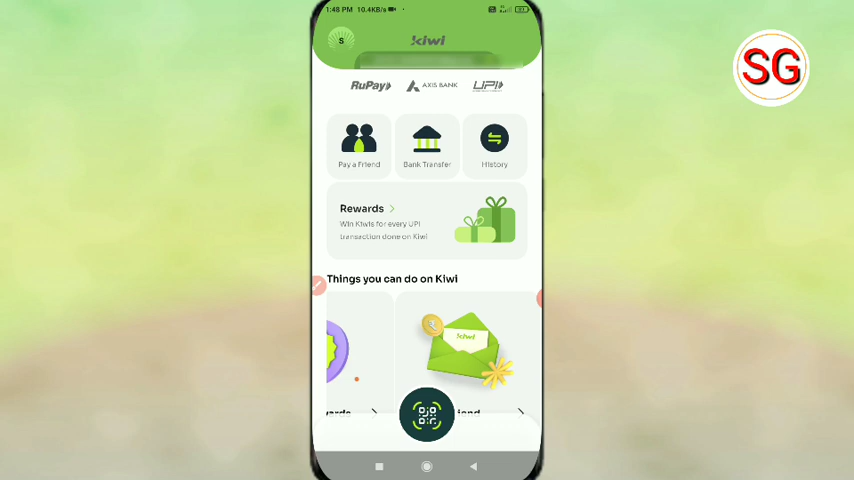 1:48 PM 10.4KB/s
SG
S
kiwi
RuPay AXIS BANK UPI
Pay a Friend Bank Transfer History
Rewards >
Win Kiwis for every UPI
transaction done on Kiwi
Things you can do on Kiwi
kiwi